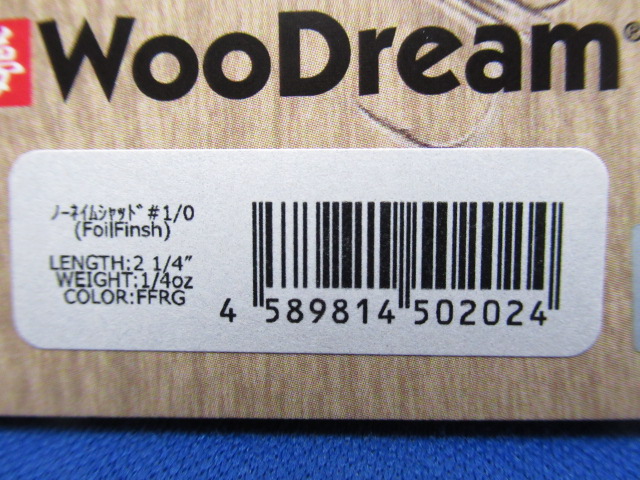 WooDream®
ﾉｰﾈｲﾑｼｬｯﾄﾞ#1/0
(FoilFinsh)
LENGTH:2 1/4"
WEIGHT:1/4oz
COLOR:FFRG
4 589814 502024